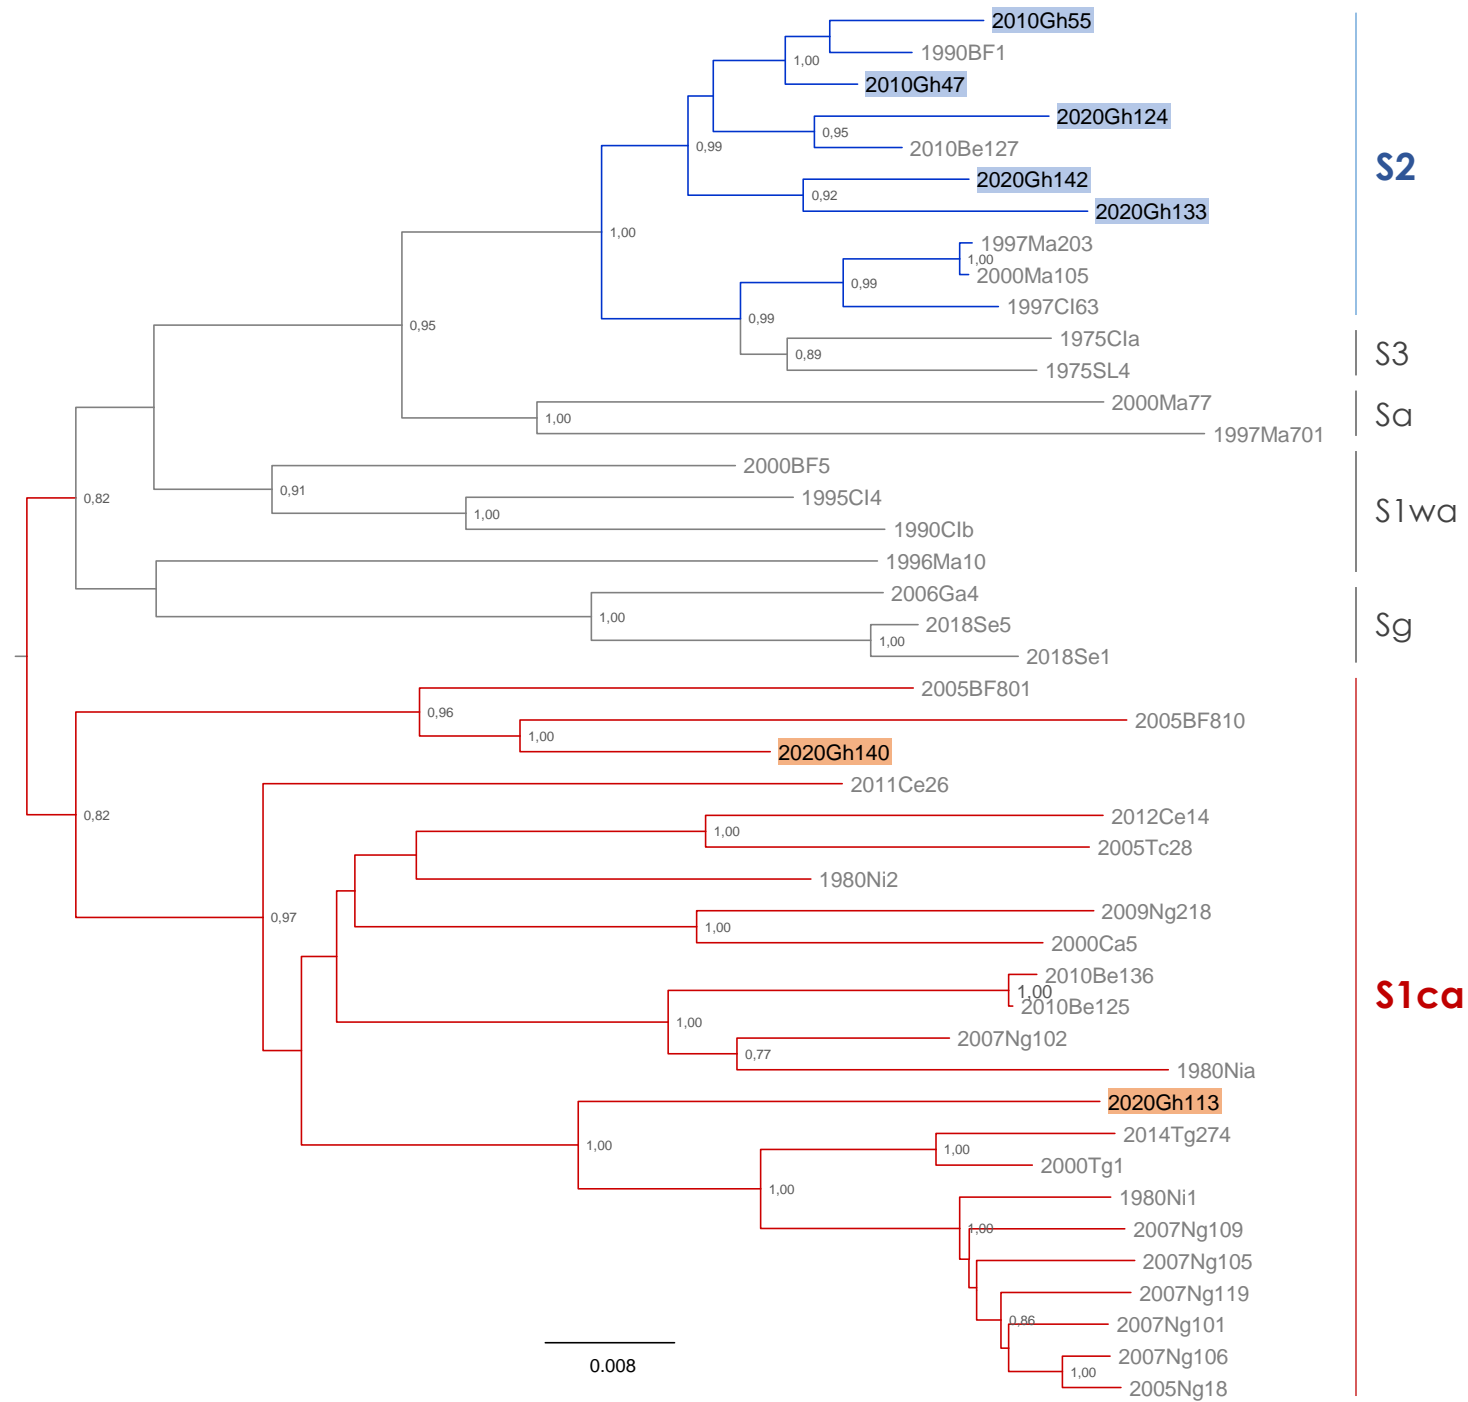 2010Gh55
1990BF1
1,00
2010Gh47
2020Gh124
0,95
0,99
2010Be127
S2
2020Gh142
0,92
2020Gh133
1,00
1997Ma203
1,00
2000Ma105
0,99
1997CI63
0,99
0,95
1975CIa
0,89
S3
1975SL4
2000Ma77
1,00
Sa
1997Ma701
2000BF5
0,91
0,82
1995CI4
1,00
S1wa
1990CIb
1996Ma10
2006Ga4
1,00
2018Se5
Sg
1,00
2018Se1
2005BF801
0,96
2005BF810
1,00
2020Gh140
2011Ce26
0,82
2012Ce14
1,00
2005Tc28
1980Ni2
0,97
2009Ng218
1,00
2000Ca5
2010Be136
1,00
S1ca
2010Be125
1,00
2007Ng102
0,77
1980Nia
2020Gh113
1,00
2014Tg274
1,00
2000Tg1
1,00
1980Ni1
1,00
2007Ng109
2007Ng105
2007Ng119
0,86
2007Ng101
2007Ng106
0.008
1,00
2005Ng18